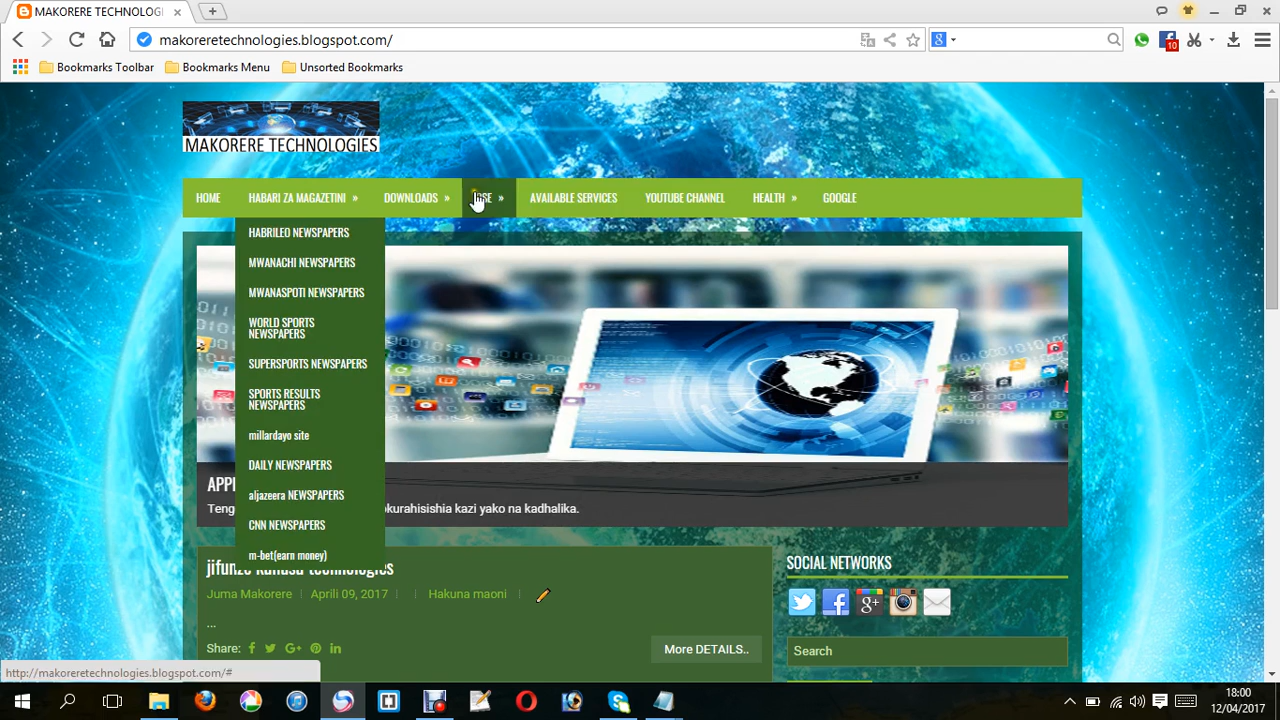 MAKORERE TECHNOLOGI
makoreretechnologies.blogspot.com/
10
Bookmarks Toolbar
Bookmarks Menu
Unsorted Bookmarks
MAKORERE TECHNOLOGIES
HOME
HABARI ZA MAGAZETINI »
DOWNLOADS »
»
AVAILABLE SERVICES
YOUTUBE CHANNEL
HEALTH »
GOOGLE
HABRILEO NEWSPAPERS
MWANACHI NEWSPAPERS
MWANASPOTI NEWSPAPERS
WORLD SPORTS
NEWSPAPERS
SUPERSPORTS NEWSPAPERS
SPORTS RESULTS
NEWSPAPERS
millardayo site
DAILY NEWSPAPERS
aljazeera NEWSPAPERS
CNN NEWSPAPERS
m-bet(earn money)
kurahisishia kazi yako na kadhalika.
jifunze technologies
Juma Makorere | Aprili 09, 2017 | | Hakuna maoni |
...
Share:
More DETAILS..
SOCIAL NETWORKS
Search
http://makoreretechnologies.blogspot.com/#
18:00
12/04/2017